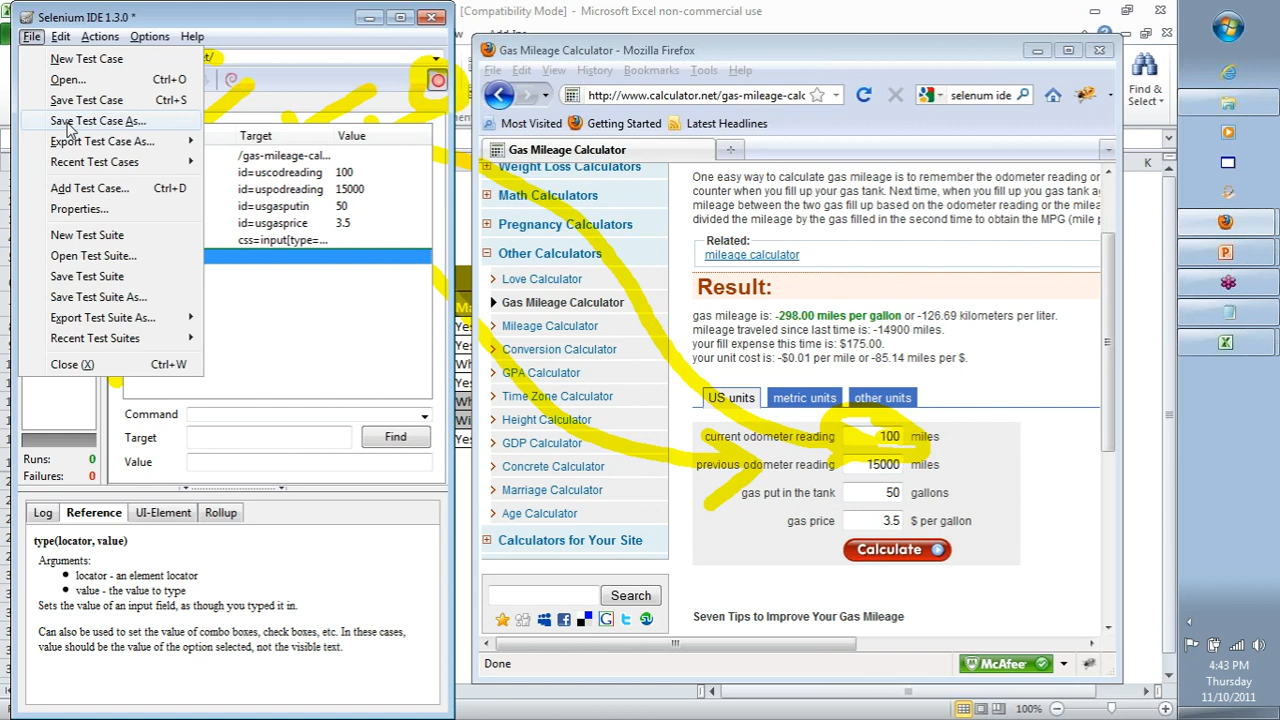 Selenium IDE 1.3.0 *
File Edit Actions Options Help
New Test Case
Open... Ctrl+O
Save Test Case Ctrl+S
Save Test Case As...
Export Test Case As...
Recent Test Cases
Add Test Case... Ctrl+D
Properties...
New Test Suite
Open Test Suite...
Save Test Suite
Save Test Suite As...
Export Test Suite As...
Recent Test Suites
Close (X) Ctrl+W
Target Value
/gas-mileage-cal...
id=uscodreading 100
id=uspodreading 15000
id=usgasputin 50
id=usgasprice 3.5
css=input[type=...
Command
Target Find
Value
Runs: 0
Failures: 0
Log Reference UI-Element Rollup
type(locator, value)
Arguments:
locator - an element locator
value - the value to type
Sets the value of an input field, as though you typed it in.
Can also be used to set the value of combo boxes, check boxes, etc. In these cases,
value should be the value of the option selected, not the visible text.
[Compatibility Mode] - Microsoft Excel non-commercial use
Gas Mileage Calculator - Mozilla Firefox
File Edit View History Bookmarks Tools Help
http://www.calculator.net/gas-mileage-calc
selenium ide
Most Visited Getting Started Latest Headlines
Gas Mileage Calculator
Weight Loss Calculators
Math Calculators
Pregnancy Calculators
Other Calculators
Love Calculator
Gas Mileage Calculator
Mileage Calculator
Conversion Calculator
GPA Calculator
Time Zone Calculator
Height Calculator
GDP Calculator
Concrete Calculator
Marriage Calculator
Age Calculator
Calculators for Your Site
Search
One easy way to calculate gas mileage is to remember the odometer reading or
counter when you fill up your gas tank. Next time, when you fill up you gas tank ag
mileage between the two gas fill up based on the odometer reading or the mileag
divided the mileage by the gas filled in the second time to obtain the MPG (mile p
Related:
mileage calculator
Result:
gas mileage is: -298.00 miles per gallon or -126.69 kilometers per liter.
mileage traveled since last time is: -14900 miles.
your fill expense this time is: $175.00.
your unit cost is: -$0.01 per mile or -85.14 miles per $.
US units metric units other units
current odometer reading 100 miles
previous odometer reading 15000 miles
gas put in the tank 50 gallons
gas price 3.5 $ per gallon
Calculate
Seven Tips to Improve Your Gas Mileage
Done
McAfee
Find &
Select
K
100%
4:43 PM
Thursday
11/10/2011